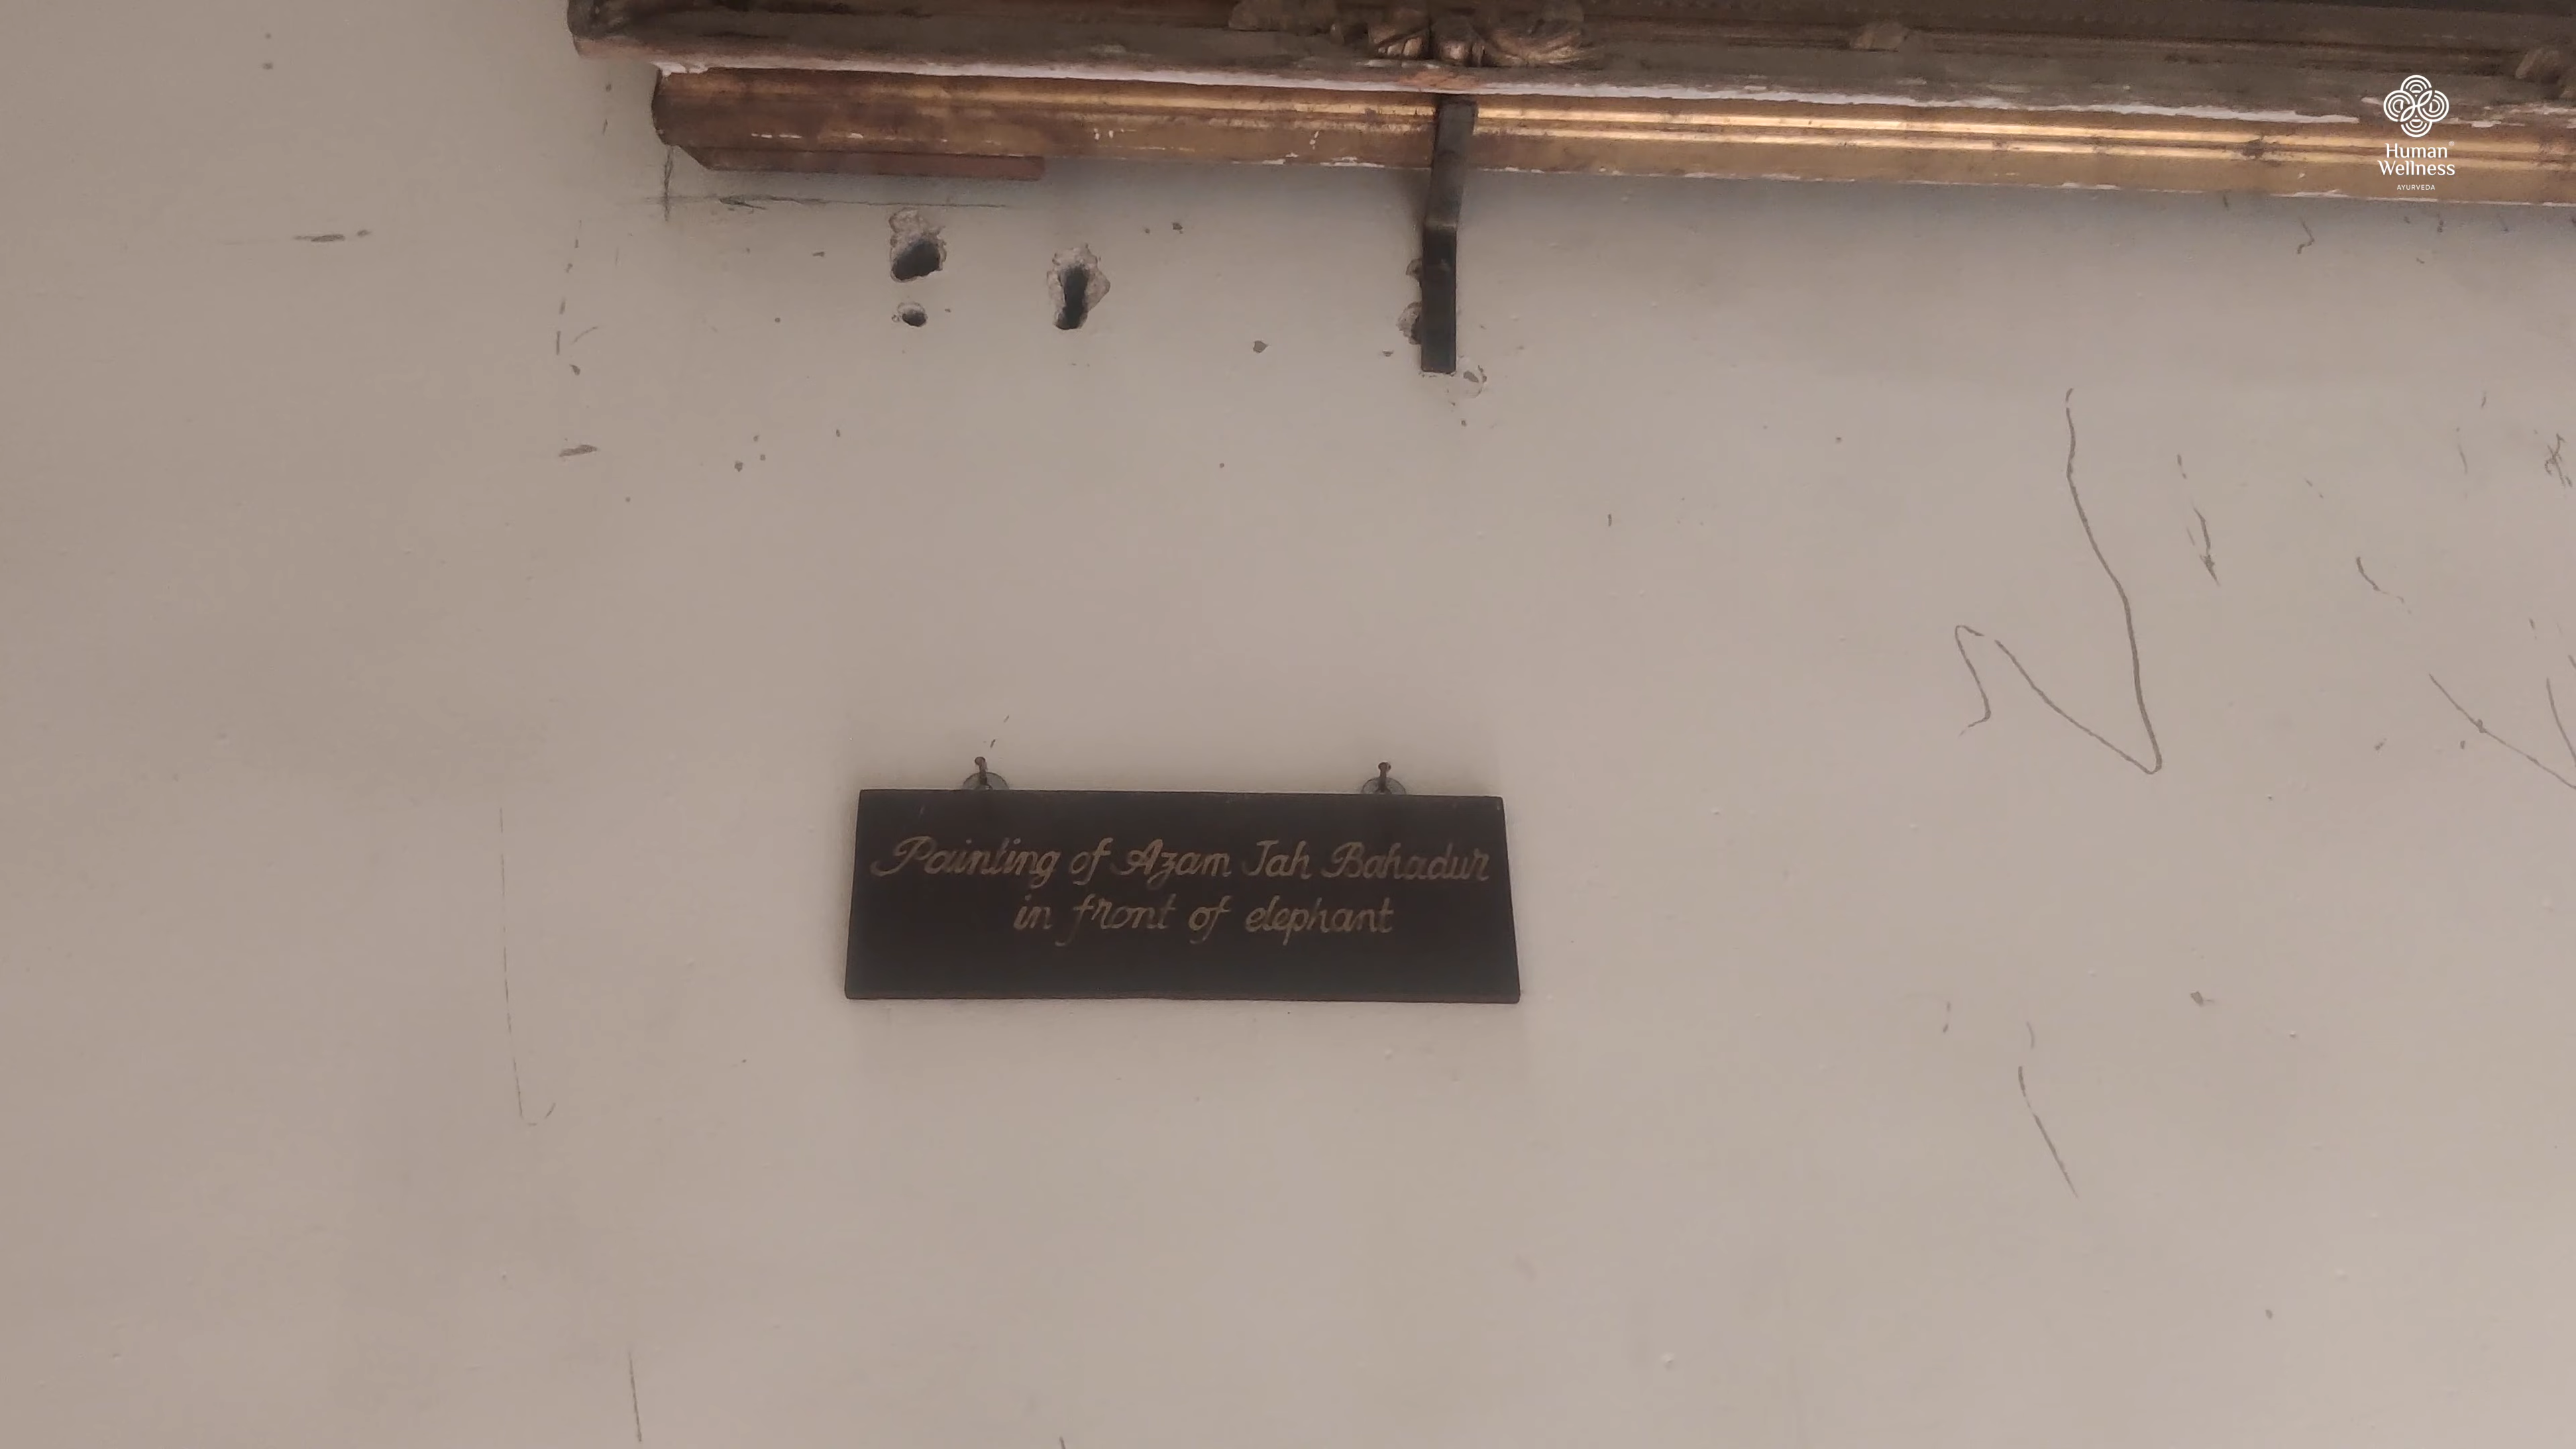 Human
Wellness
AYURVEDA
Painting of Azam Jah Bahadur
in front of elephant